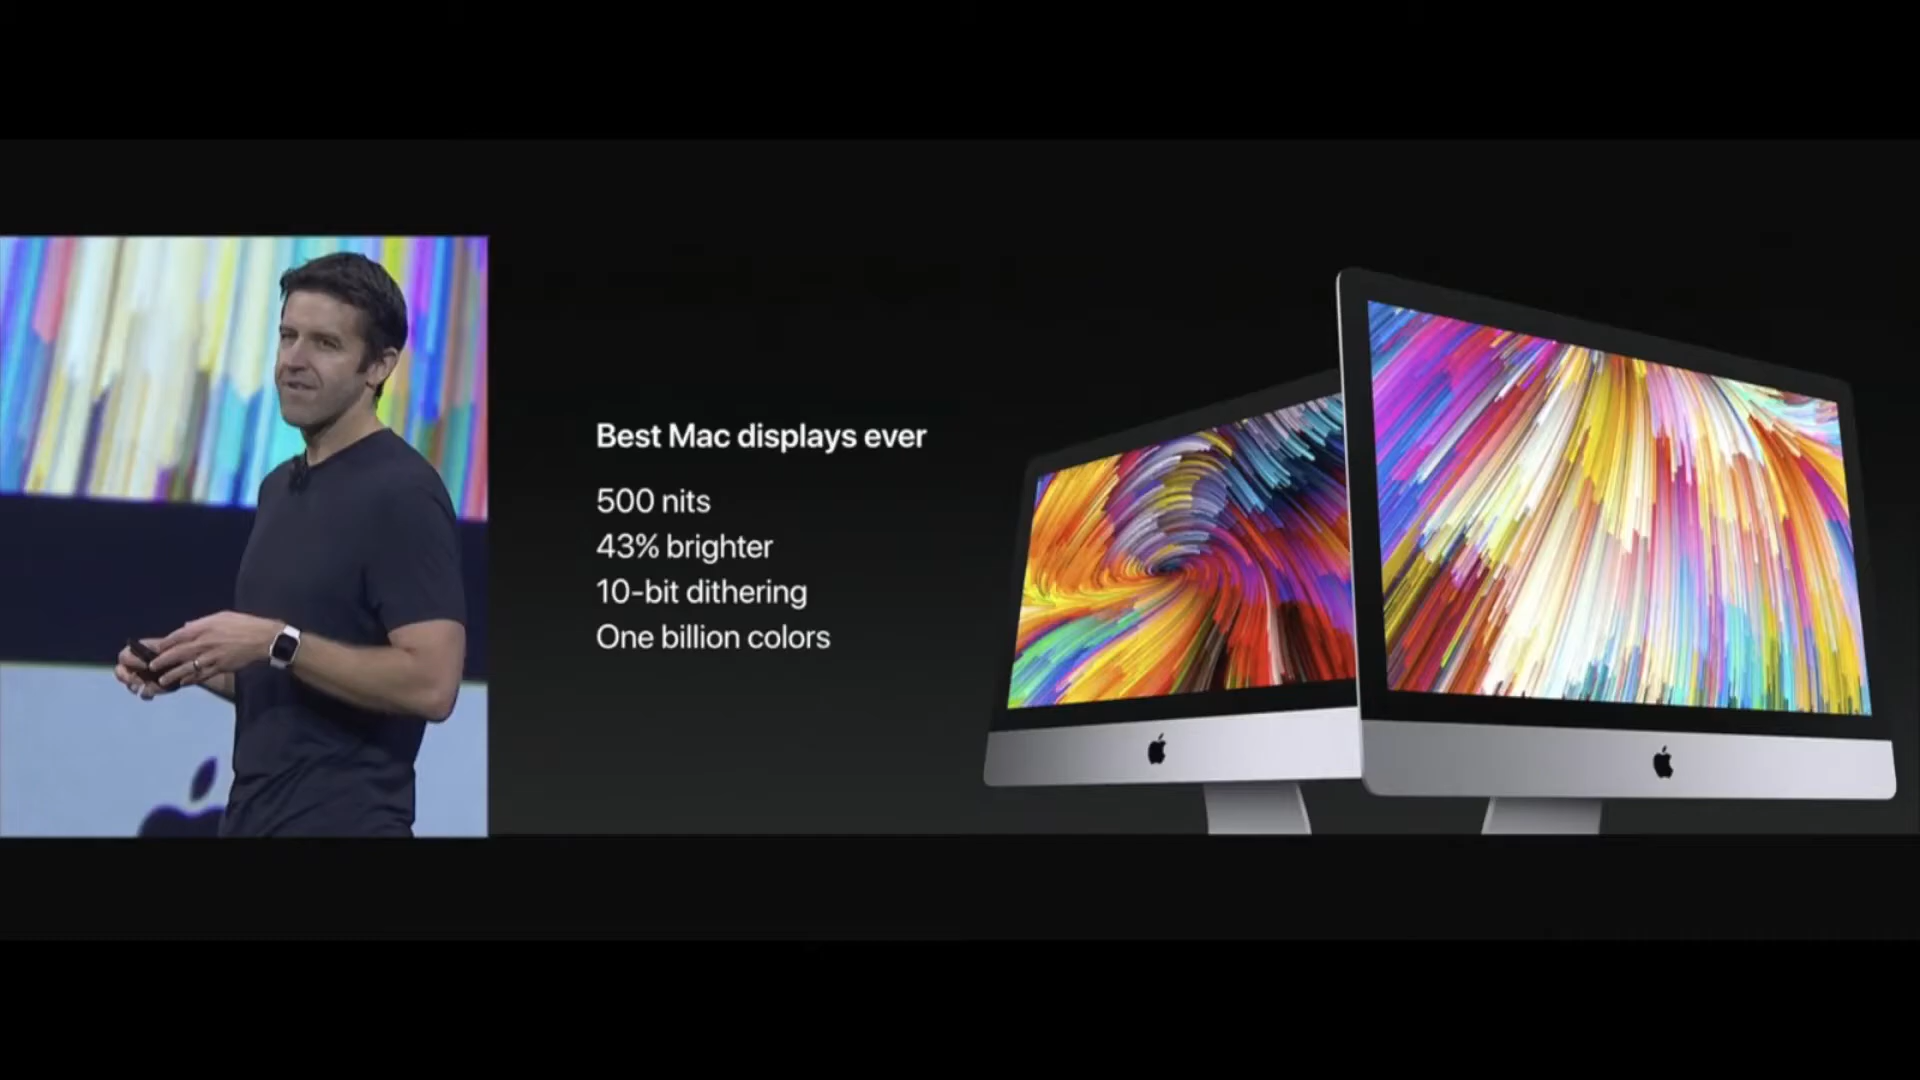 Best Mac displays ever
500 nits
43% brighter
10-bit dithering
One billion colors